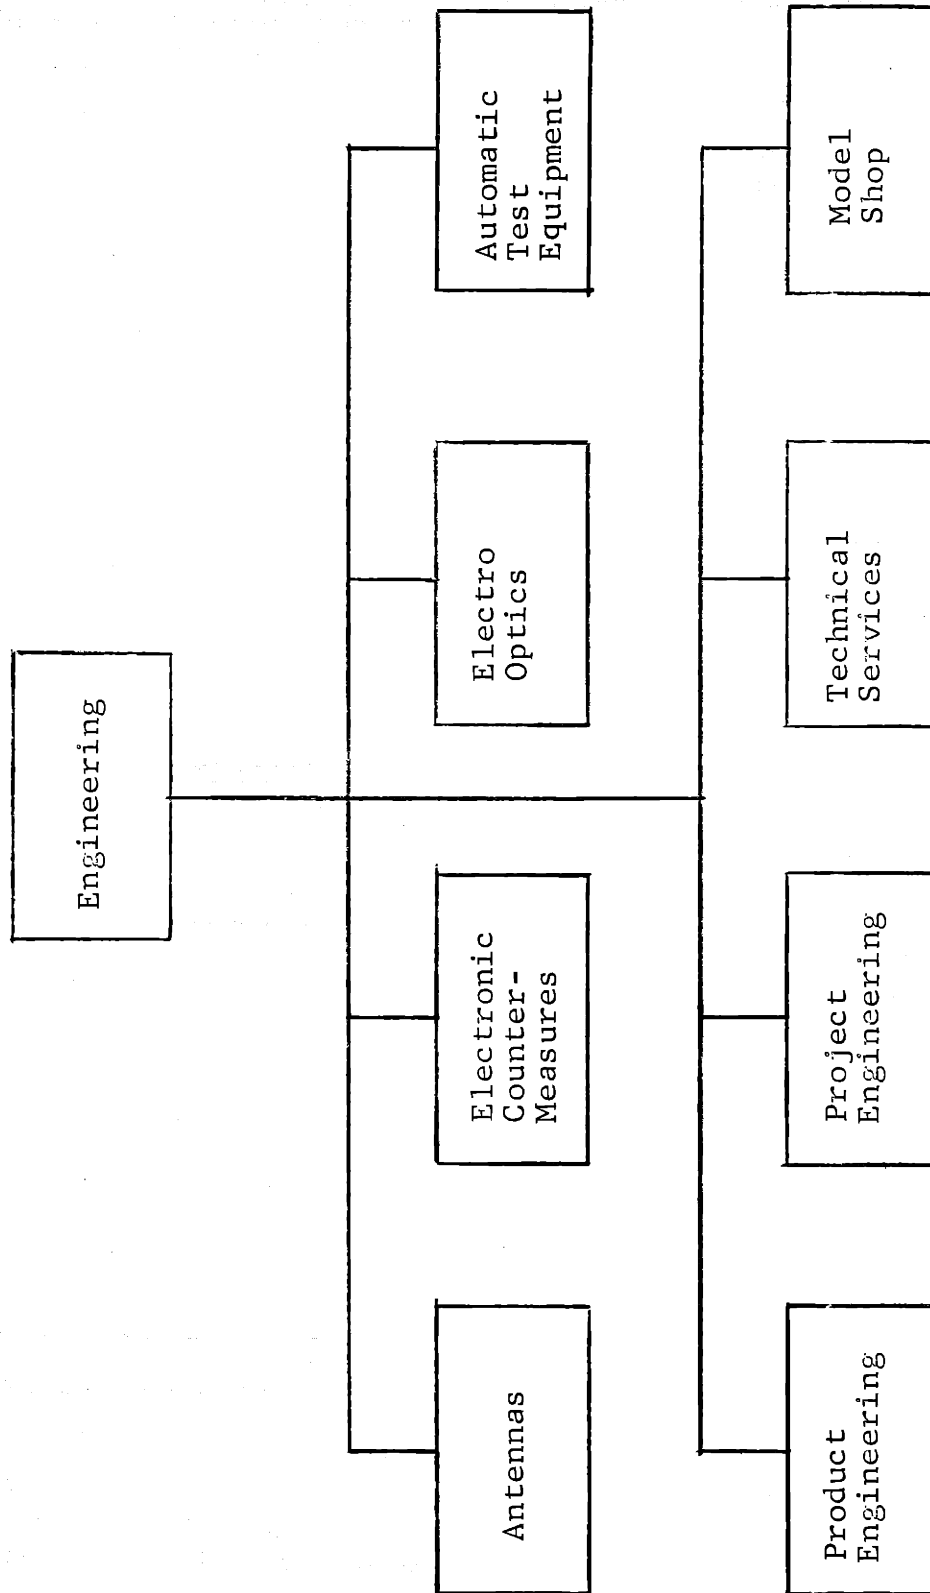 Engineering
Antennas
Electronic
Counter-
Measures
Electro
Optics
Automatic
Test
Equipment
Product
Engineering
Project
Engineering
Technical
Services
Model
Shop